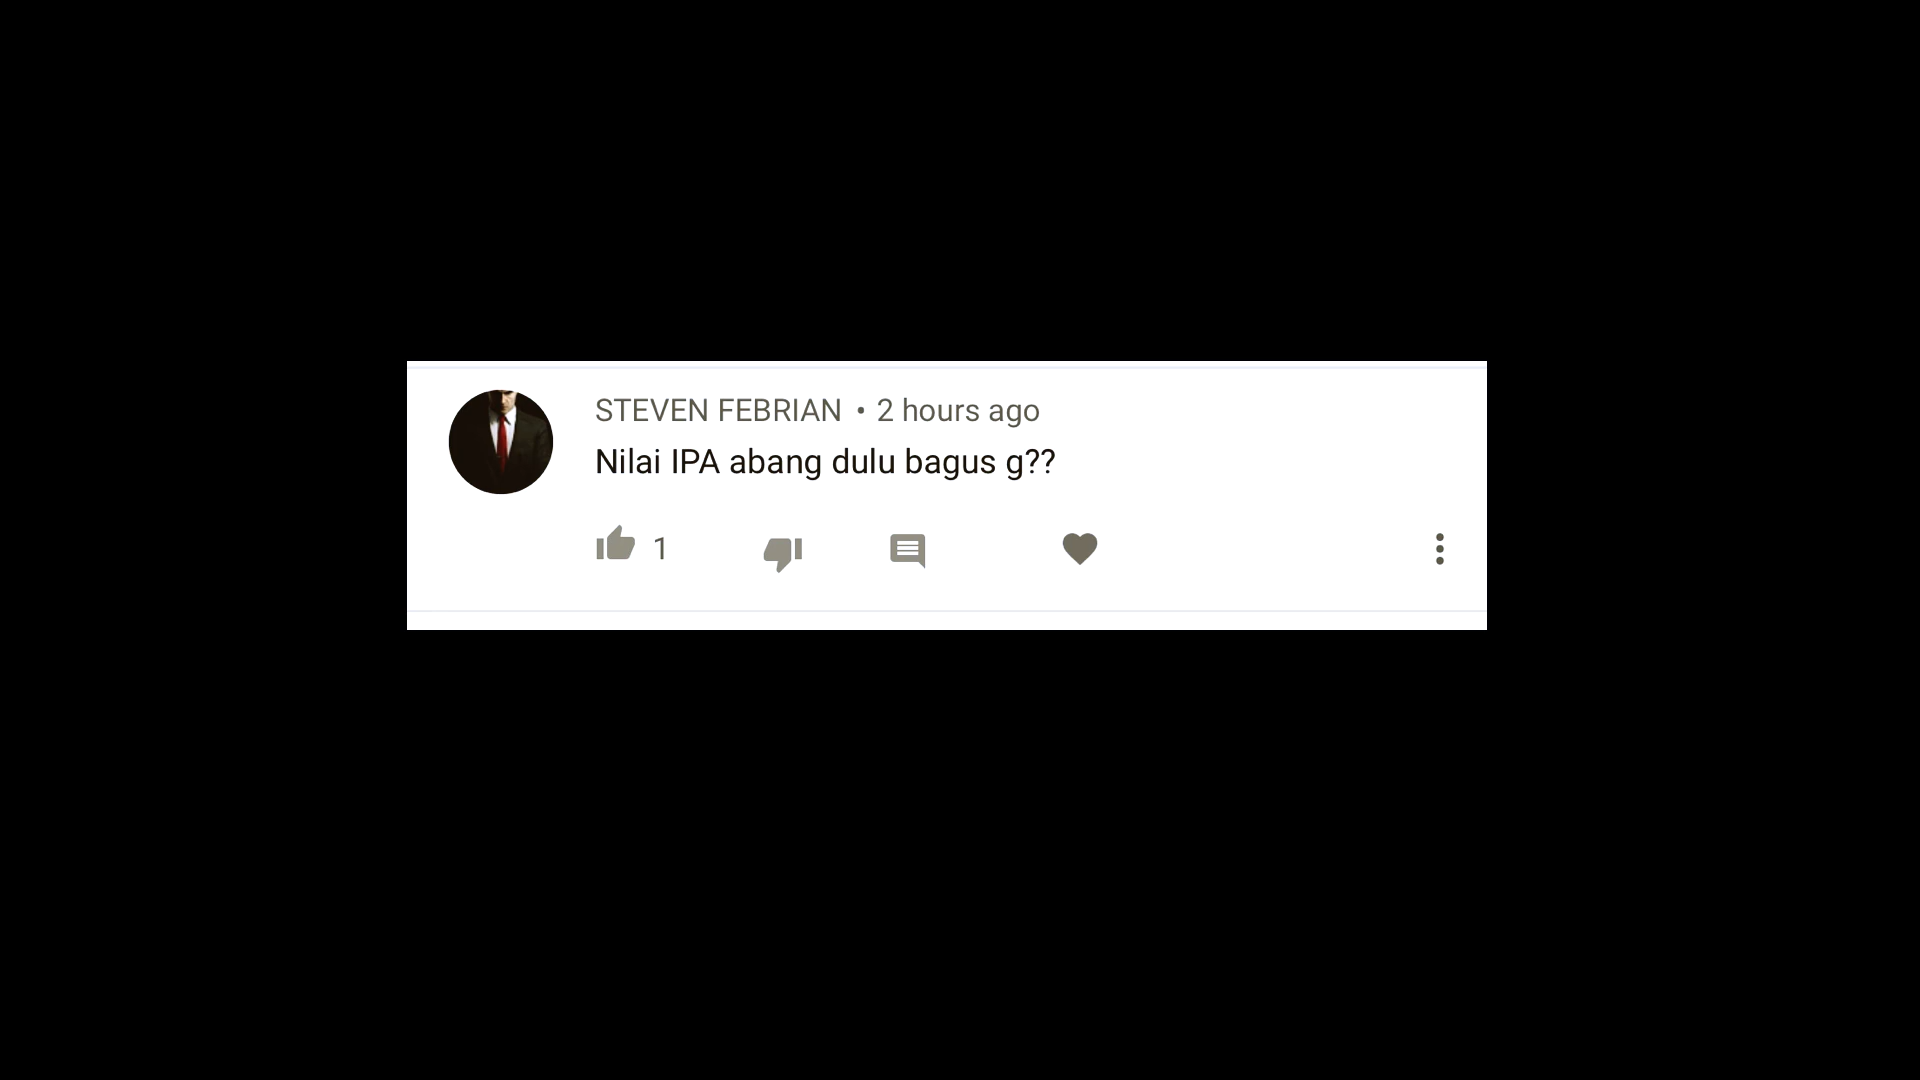 STEVEN FEBRIAN • 2 hours ago
Nilai IPA abang dulu bagus g??
1